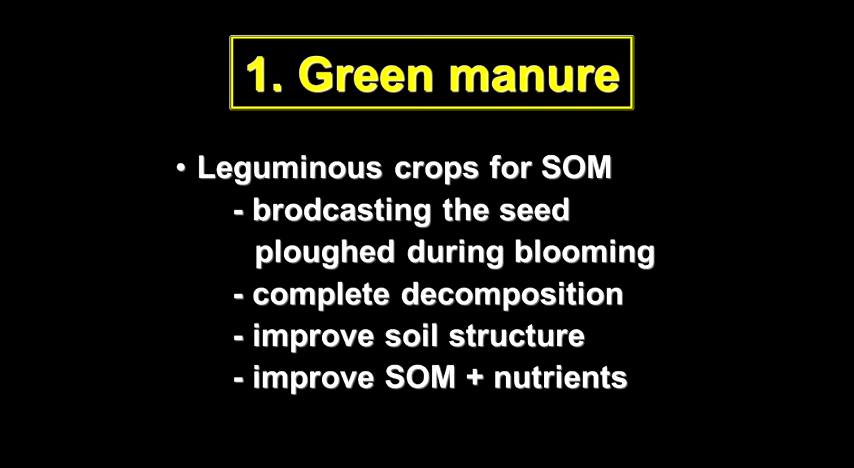 1. Green manure
• Leguminous crops for SOM
- brodcasting the seed
ploughed during blooming
- complete decomposition
- improve soil structure
- improve SOM + nutrients